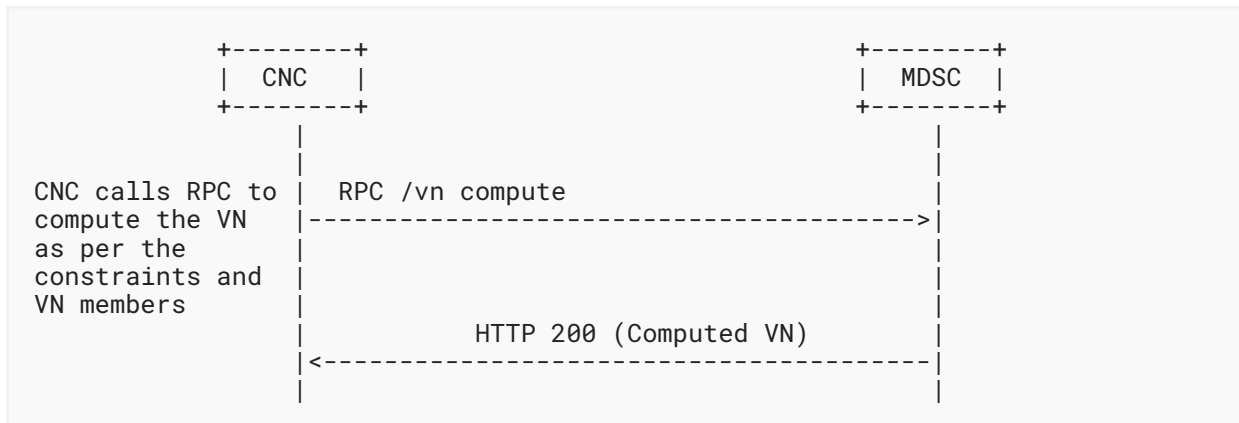 CNC MDSC
CNC calls RPC to RPC /vn compute
compute the VN
as per the
constraints and
VN members
HTTP 200 (Computed VN)